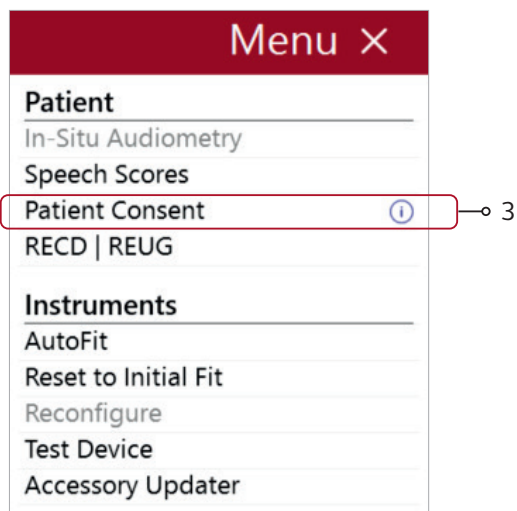 Menu ×
Patient
In-Situ Audiometry
Speech Scores
Patient Consent ⓘ 3
RECD | REUG
Instruments
AutoFit
Reset to Initial Fit
Reconfigure
Test Device
Accessory Updater